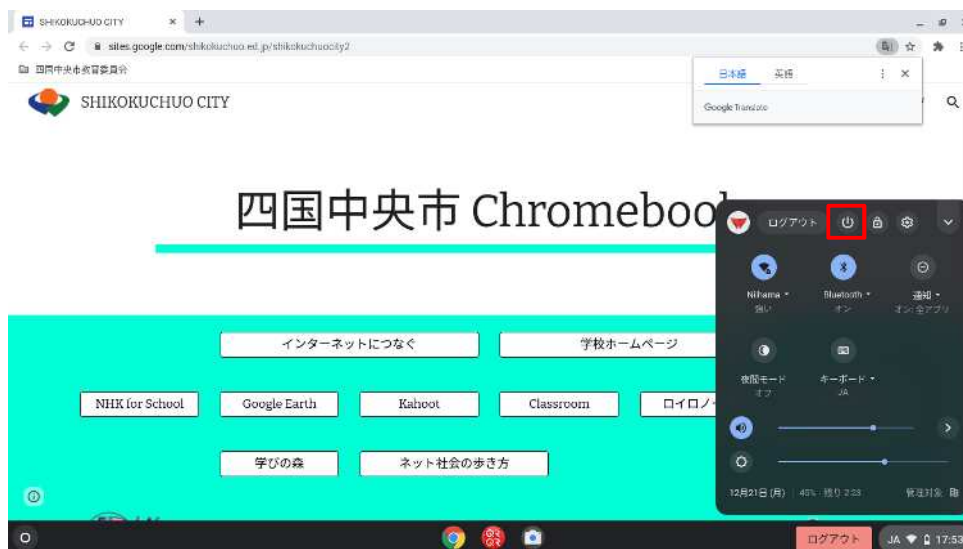 SHIKOKUCHUO CITY
sites.google.com/shikokuchuo.ed.jp/shikokuchuocity2
四国中央市教育委員会
日本語 英語
Google Translate
SHIKOKUCHUO CITY
四国中央市 Chromeboo
ログアウト
Niihama
強い
Bluetooth
オン
通知
オン: 全アプリ
インターネットにつなぐ
学校ホームページ
夜間モード
オフ
キーボード
JA
NHK for School
Google Earth
Kahoot
Classroom
ロイロノー
学びの森
ネット社会の歩き方
12月21日(月)
45% - 残り 2:23
管理対象
ログアウト
JA
17:53